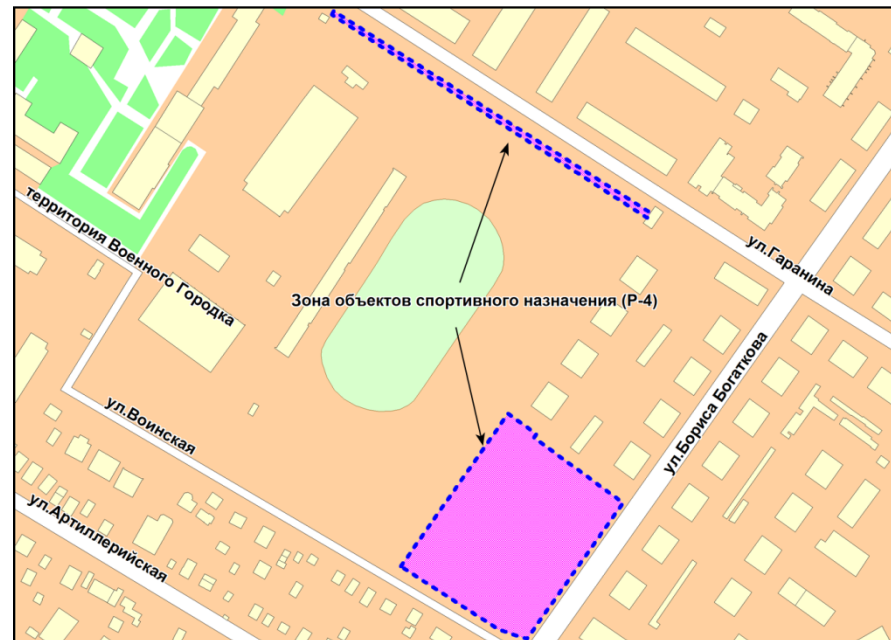 ул.Гаранина
территория Военного Городка
Зона объектов спортивного назначения (Р-4)
ул.Бориса Богаткова
ул.Воинская
ул.Артиллерийская